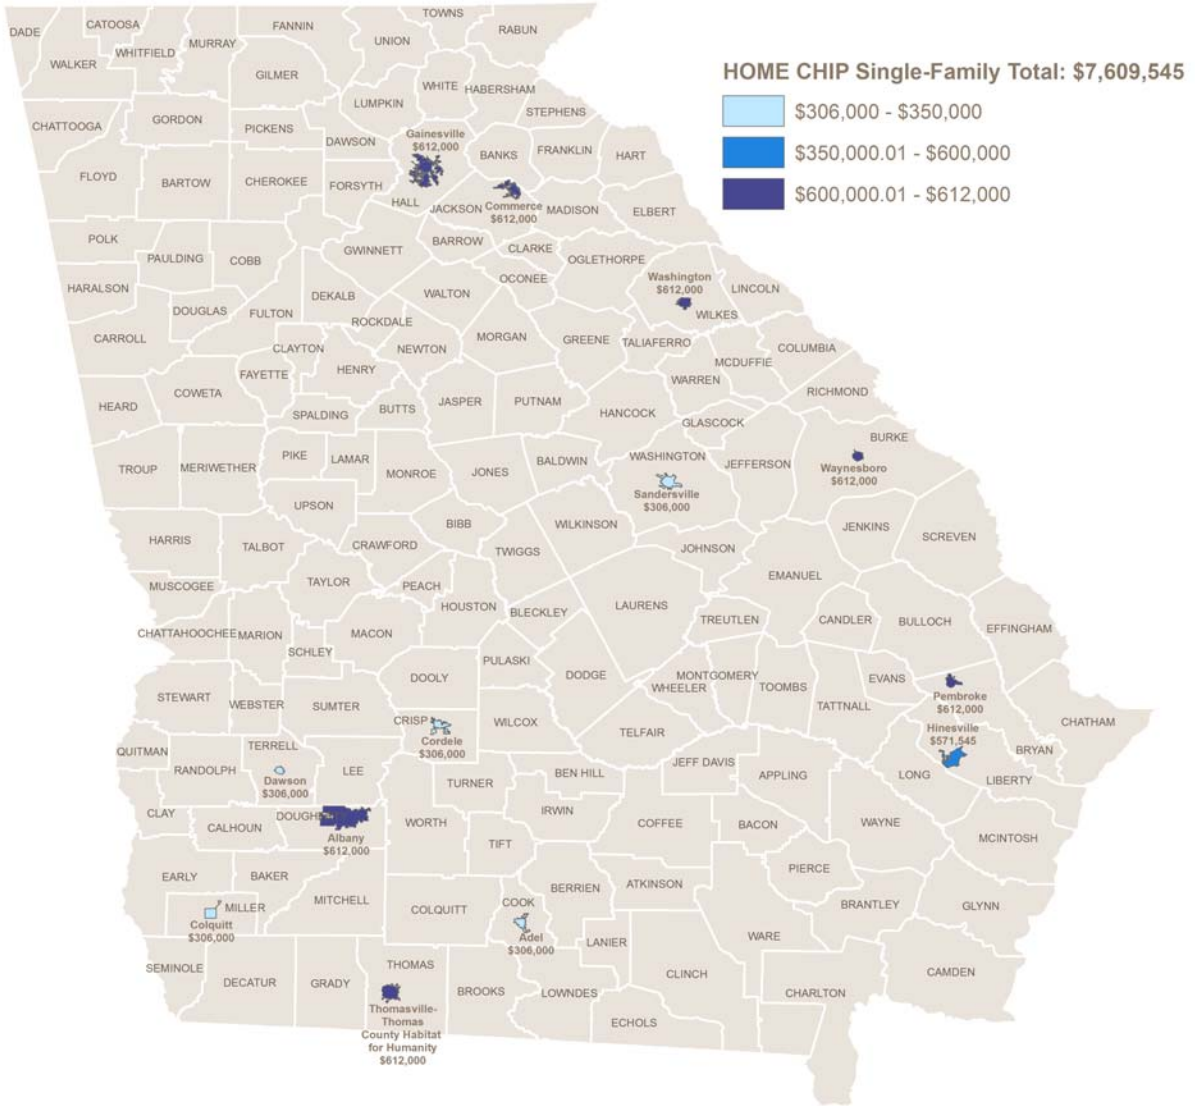 HOME CHIP Single-Family Total: $7,609,545
$306,000 - $350,000
$350,000.01 - $600,000
$600,000.01 - $612,000
DADE
CATOOSA
WHITFIELD
MURRAY
FANNIN
UNION
TOWNS
RABUN
WALKER
GILMER
LUMPKIN
WHITE
HABERSHAM
STEPHENS
CHATTOOGA
GORDON
PICKENS
DAWSON
Gainesville
$612,000
BANKS
FRANKLIN
HART
FLOYD
BARTOW
CHEROKEE
FORSYTH
HALL
JACKSON
Commerce
$612,000
MADISON
ELBERT
POLK
PAULDING
COBB
GWINNETT
BARROW
CLARKE
OCONEE
OGLETHORPE
Washington
$612,000
WILKES
LINCOLN
HARALSON
DOUGLAS
FULTON
DEKALB
ROCKDALE
WALTON
CARROLL
CLAYTON
FAYETTE
HENRY
NEWTON
MORGAN
GREENE
TALIAFERRO
MCDUFFIE
COLUMBIA
WARREN
RICHMOND
HEARD
COWETA
SPALDING
BUTTS
JASPER
PUTNAM
HANCOCK
GLASCOCK
BURKE
TROUP
MERIWETHER
PIKE
LAMAR
MONROE
JONES
BALDWIN
WASHINGTON
Sandersville
$306,000
JEFFERSON
Waynesboro
$612,000
UPSON
BIBB
WILKINSON
JENKINS
SCREVEN
HARRIS
TALBOT
CRAWFORD
TWIGGS
JOHNSON
MUSCOGEE
TAYLOR
PEACH
HOUSTON
BLECKLEY
LAURENS
EMANUEL
TREUTLEN
CANDLER
BULLOCH
EFFINGHAM
CHATTAHOOCHEE
MARION
SCHLEY
MACON
PULASKI
DODGE
DOOLY
WHEELER
MONTGOMERY
TOOMBS
TATTNALL
EVANS
Pembroke
$612,000
STEWART
WEBSTER
SUMTER
CRISP
Cordele
$306,000
WILCOX
TELFAIR
Hinesville
$571,545
CHATHAM
BRYAN
QUITMAN
RANDOLPH
TERRELL
Dawson
$306,000
LEE
TURNER
BEN HILL
JEFF DAVIS
APPLING
LONG
LIBERTY
CLAY
CALHOUN
DOUGHE
Albany
$612,000
WORTH
IRWIN
TIFT
COFFEE
BACON
WAYNE
MCINTOSH
EARLY
BAKER
MITCHELL
MILLER
Colquitt
$306,000
COLQUITT
COOK
Adel
$306,000
BERRIEN
ATKINSON
PIERCE
BRANTLEY
GLYNN
LANIER
WARE
SEMINOLE
DECATUR
GRADY
THOMAS
Thomasville-
Thomas
County Habitat
for Humanity
$612,000
BROOKS
LOWNDES
ECHOLS
CLINCH
CHARLTON
CAMDEN